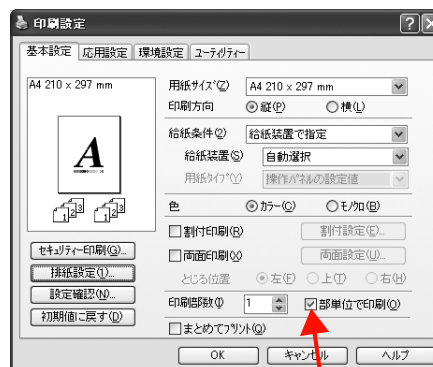 印刷設定
基本設定 応用設定 環境設定 ユーティリティー
A4 210 x 297 mm
A
1 2 3 1 2 3
セキュリティー印刷(G)...
排紙設定(1)...
設定確認(2)...
初期値に戻す(D)
用紙サイズ(Z) A4 210 x 297 mm
印刷方向 縦(P) 横(L)
給紙条件(2) 給紙装置で指定
給紙装置(S) 自動選択
用紙タイプ(Y) 操作パネルの設定値
色 カラー(C) モノクロ(B)
割付印刷(R) 割付設定(E)...
両面印刷(X) 両面設定(U)...
とじる位置 左(F) 上(T) 右(H)
印刷部数(I) 1 部単位で印刷(O)
まとめてプリント(Q)
OK キャンセル ヘルプ